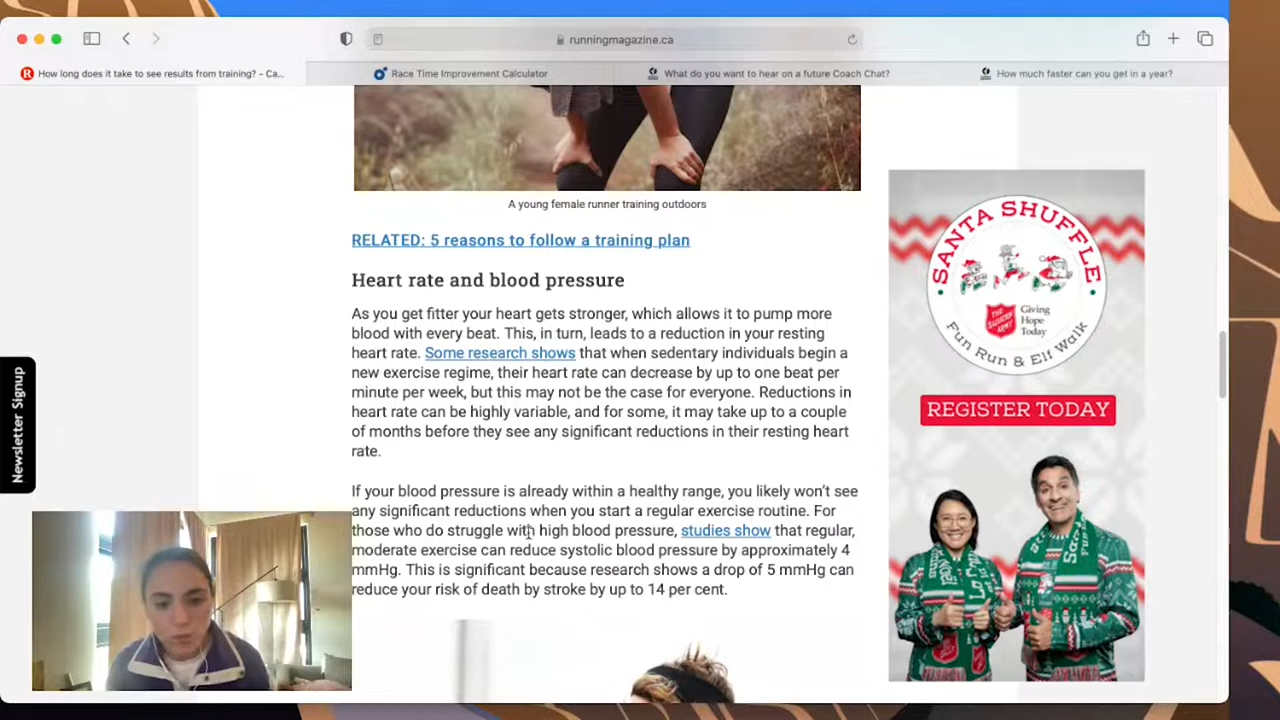 runningmagazine.ca
How long does it take to see results from training? - Ca...
Race Time Improvement Calculator
What do you want to hear on a future Coach Chat?
How much faster can you get in a year?
A young female runner training outdoors
RELATED: 5 reasons to follow a training plan
Heart rate and blood pressure
As you get fitter your heart gets stronger, which allows it to pump more
blood with every beat. This, in turn, leads to a reduction in your resting
heart rate. Some research shows that when sedentary individuals begin a
new exercise regime, their heart rate can decrease by up to one beat per
minute per week, but this may not be the case for everyone. Reductions in
heart rate can be highly variable, and for some, it may take up to a couple
of months before they see any significant reductions in their resting heart
rate.
If your blood pressure is already within a healthy range, you likely won't see
any significant reductions when you start a regular exercise routine. For
those who do struggle with high blood pressure, studies show that regular,
moderate exercise can reduce systolic blood pressure by approximately 4
mmHg. This is significant because research shows a drop of 5 mmHg can
reduce your risk of death by stroke by up to 14 per cent.
Newsletter Signup
SANTA SHUFFLE
THE SALVATION ARMY
Giving
Hope
Today
Fun Run & Elf Walk
REGISTER TODAY